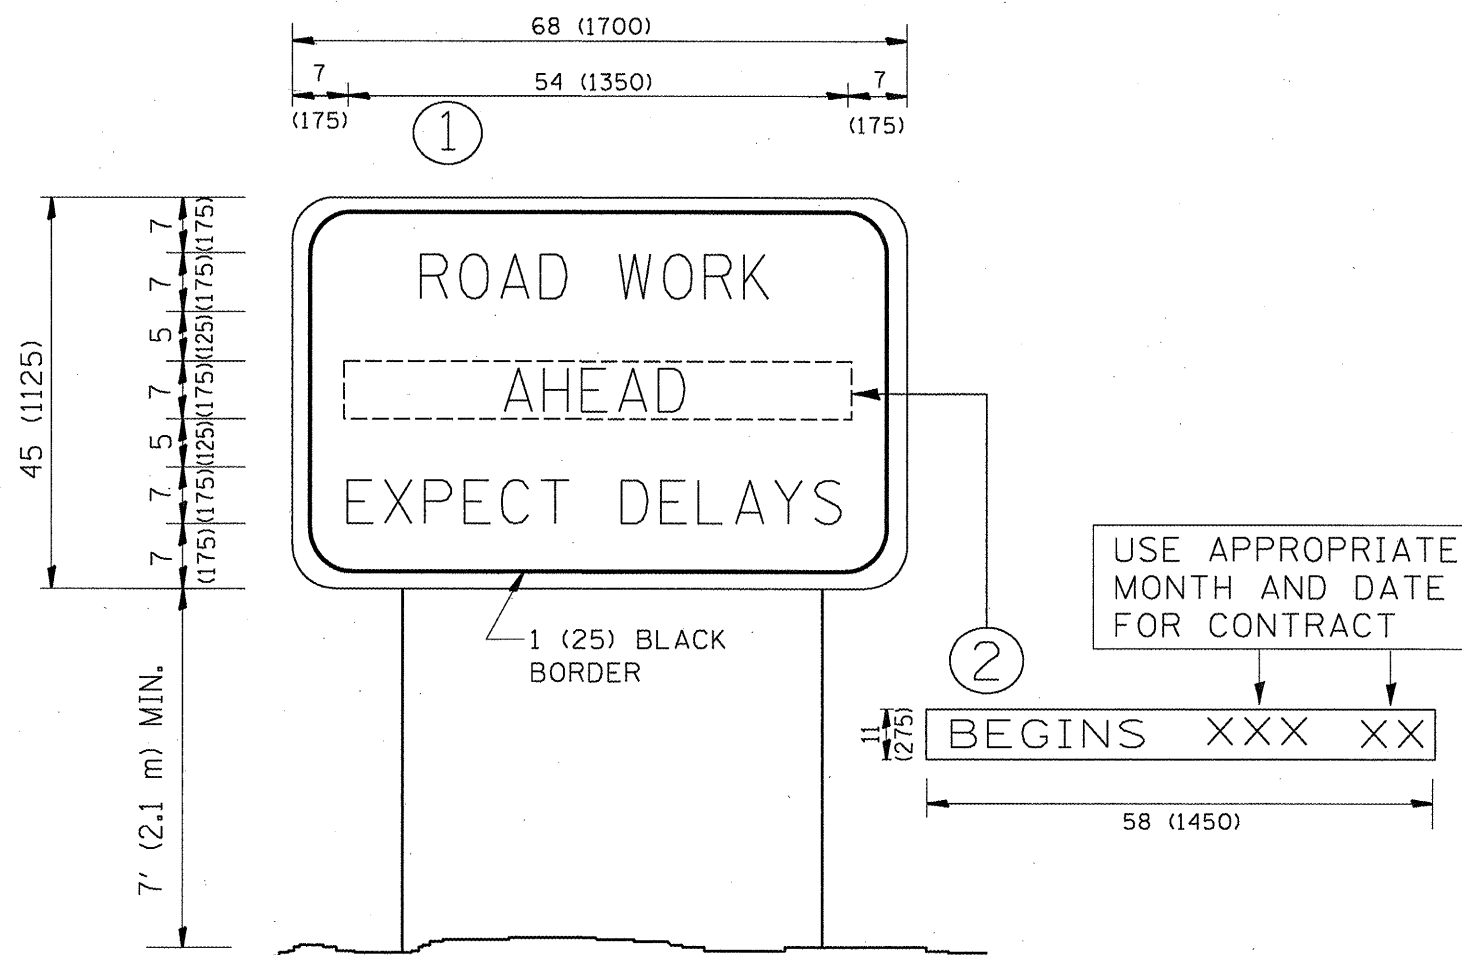 68 (1700)
7
54 (1350)
7
(175)
(175)
1
7
(175)
7
(175)
5
(125)
7
(175)
5
(125)
7
(175)
7
(175)
45 (1125)
ROAD WORK
AHEAD
EXPECT DELAYS
1 (25) BLACK
BORDER
7' (2.1 m) MIN.
2
USE APPROPRIATE
MONTH AND DATE
FOR CONTRACT
11
(275)
BEGINS XXX XX
58 (1450)